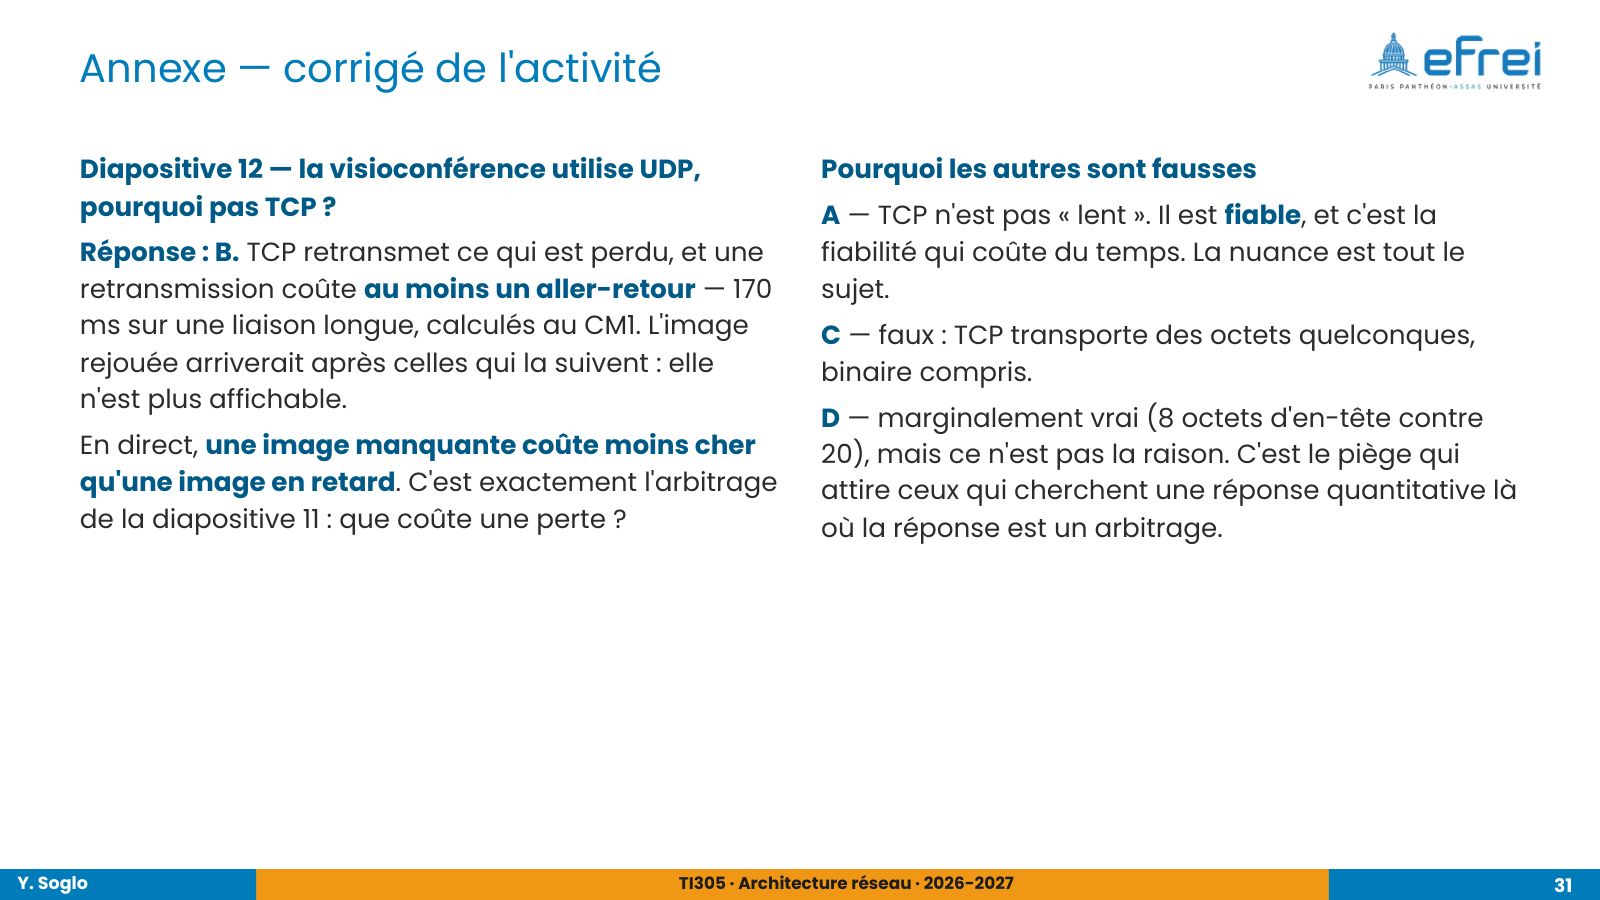 Annexe — corrigé de l'activité
efrei
PARIS PANTHÉON-ASSAS UNIVERSITÉ
Diapositive 12 — la visioconférence utilise UDP,
pourquoi pas TCP ?
Réponse : B. TCP retransmet ce qui est perdu, et une
retransmission coûte au moins un aller-retour — 170
ms sur une liaison longue, calculés au CM1. L'image
rejouée arriverait après celles qui la suivent : elle
n'est plus affichable.
En direct, une image manquante coûte moins cher
qu'une image en retard. C'est exactement l'arbitrage
de la diapositive 11 : que coûte une perte ?
Pourquoi les autres sont fausses
A — TCP n'est pas « lent ». Il est fiable, et c'est la
fiabilité qui coûte du temps. La nuance est tout le
sujet.
C — faux : TCP transporte des octets quelconques,
binaire compris.
D — marginalement vrai (8 octets d'en-tête contre
20), mais ce n'est pas la raison. C'est le piège qui
attire ceux qui cherchent une réponse quantitative là
où la réponse est un arbitrage.
Y. Soglo
TI305 · Architecture réseau · 2026-2027
31